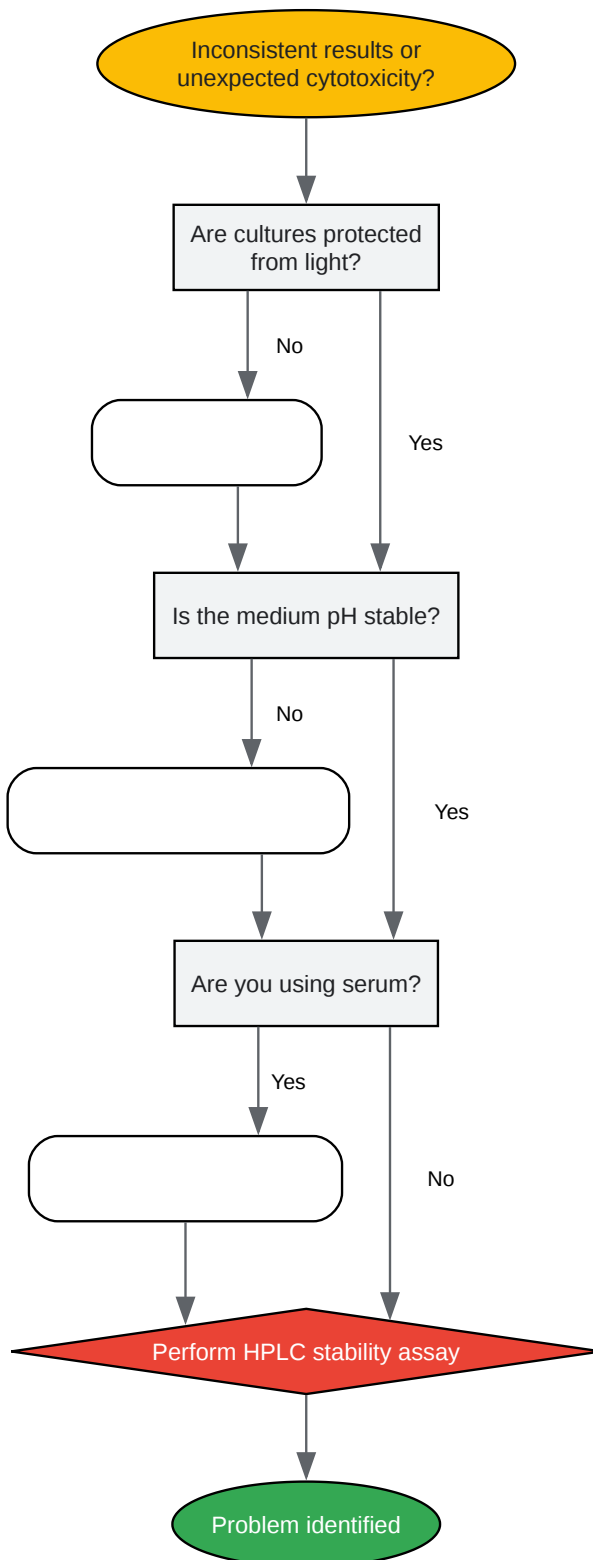 Inconsistent results or
unexpected cytotoxicity?
Are cultures protected
from light?
No
Yes
Is the medium pH stable?
No
Yes
Are you using serum?
Yes
No
Perform HPLC stability assay
Problem identified